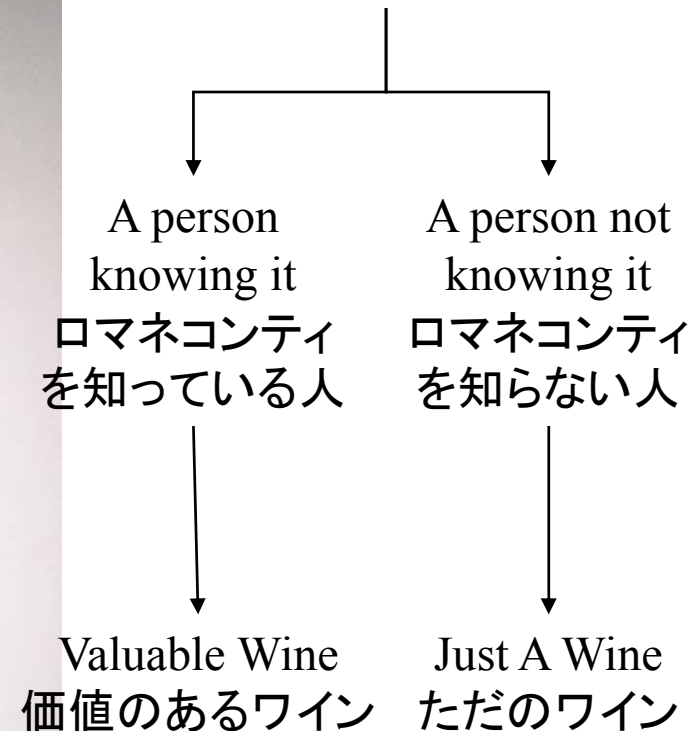 A person
knowing it
ロマネコンティ
を知っている人
A person not
knowing it
ロマネコンティ
を知らない人
Valuable Wine
価値のあるワイン
Just A Wine
ただのワイン